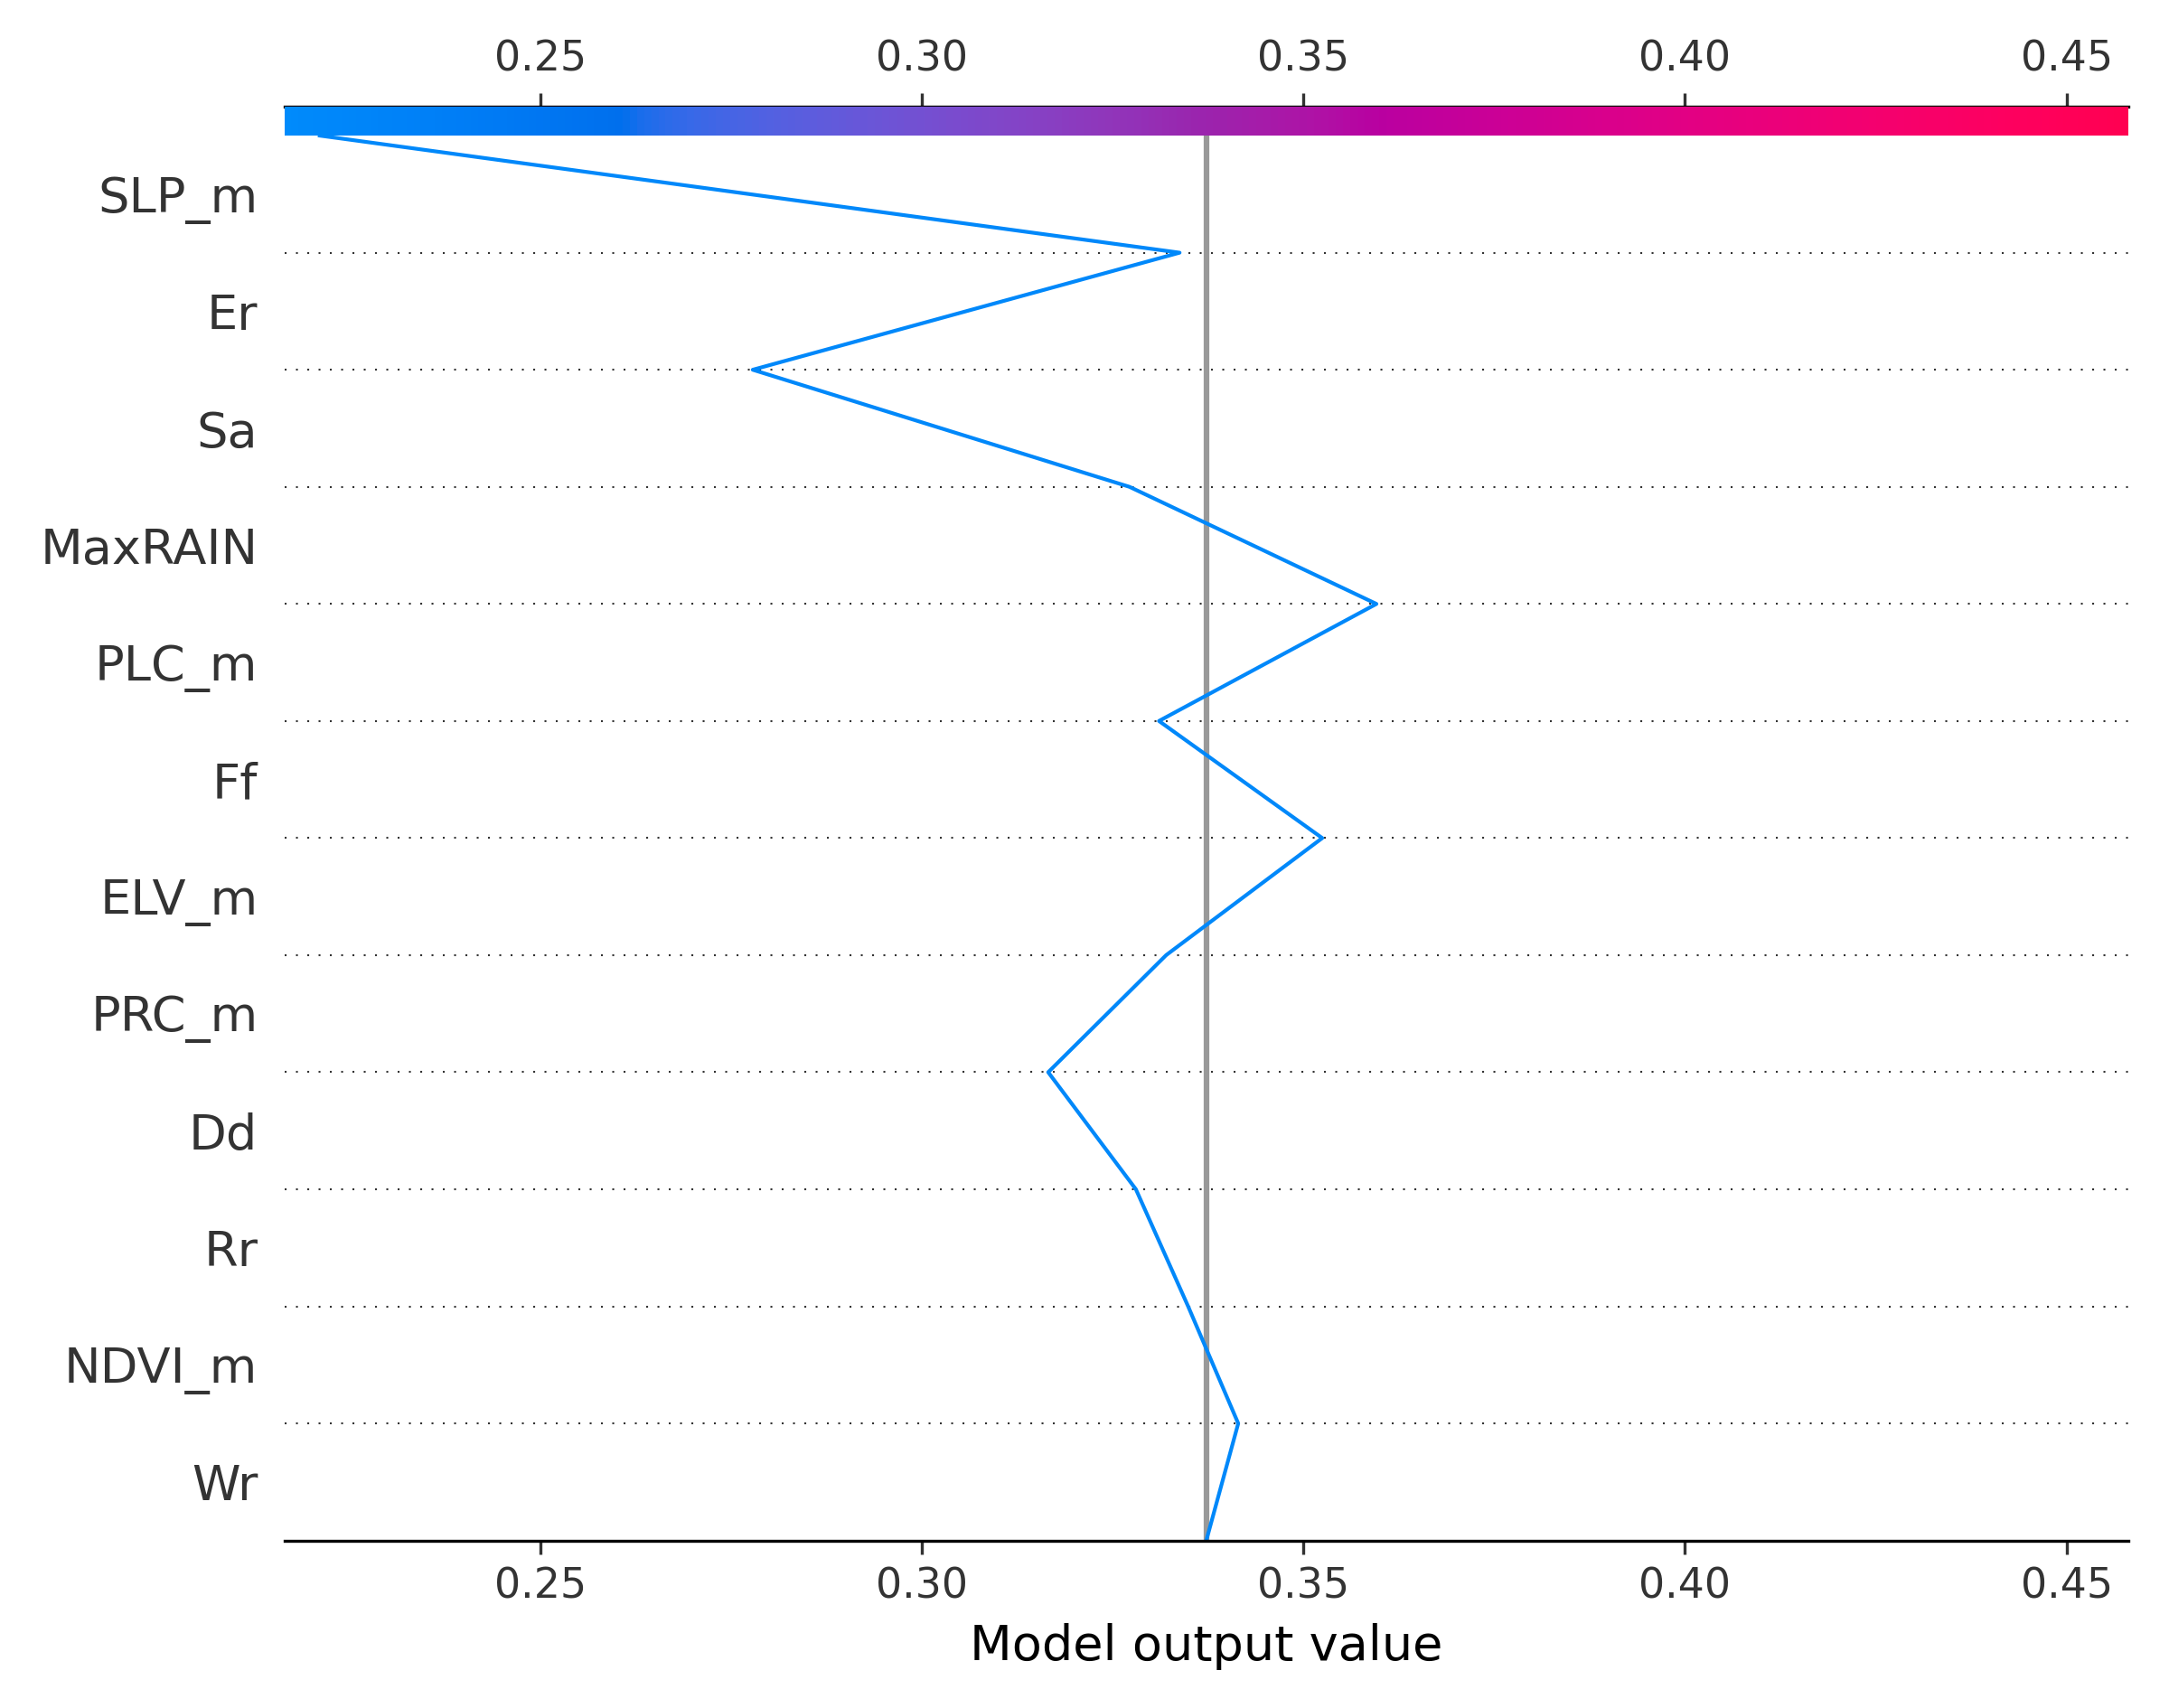 0.25 0.30 0.35 0.40 0.45
SLP_m
Er
Sa
MaxRAIN
PLC_m
Ff
ELV_m
PRC_m
Dd
Rr
NDVI_m
Wr
0.25 0.30 0.35 0.40 0.45
Model output value